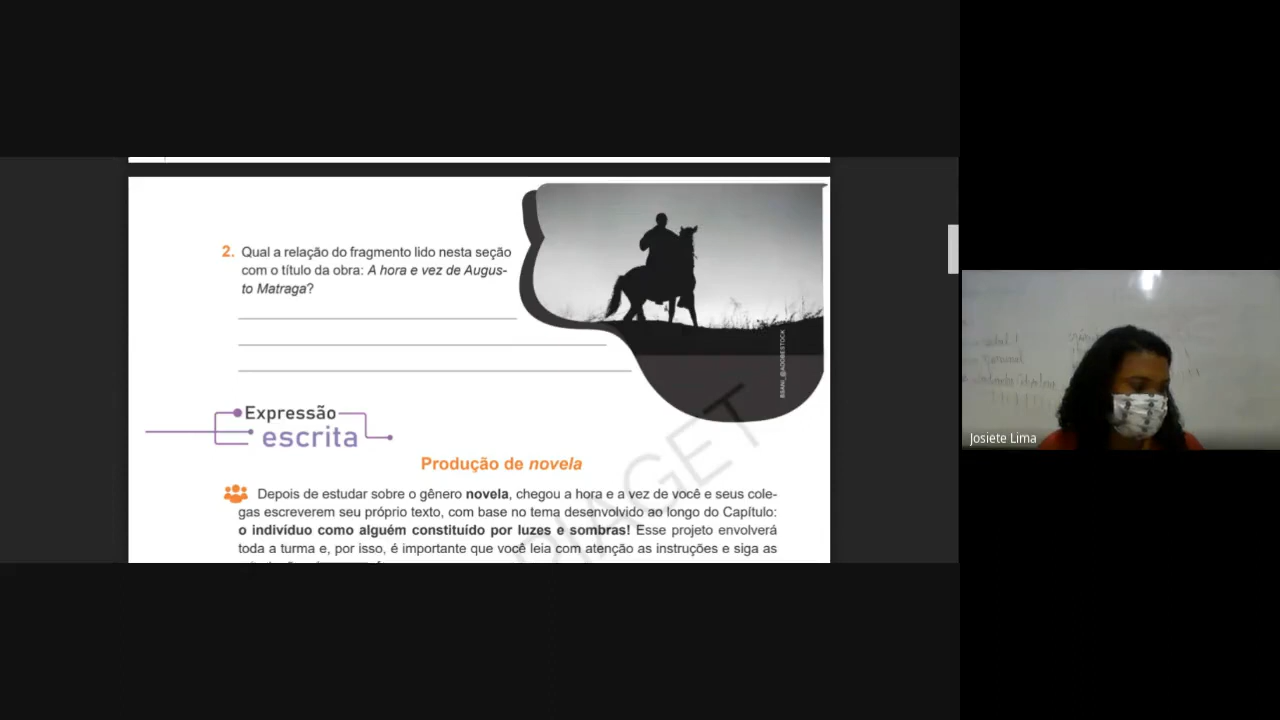 2. Qual a relação do fragmento lido nesta seção
com o título da obra: A hora e vez de Augus-
to Matraga?
BSANI_@ADOBESTOCK
Expressão
escrita
Produção de novela
Depois de estudar sobre o gênero novela, chegou a hora e a vez de você e seus cole-
gas escreverem seu próprio texto, com base no tema desenvolvido ao longo do Capítulo:
o indivíduo como alguém constituído por luzes e sombras! Esse projeto envolverá
toda a turma e, por isso, é importante que você leia com atenção as instruções e siga as
PIAGET
Josiete Lima